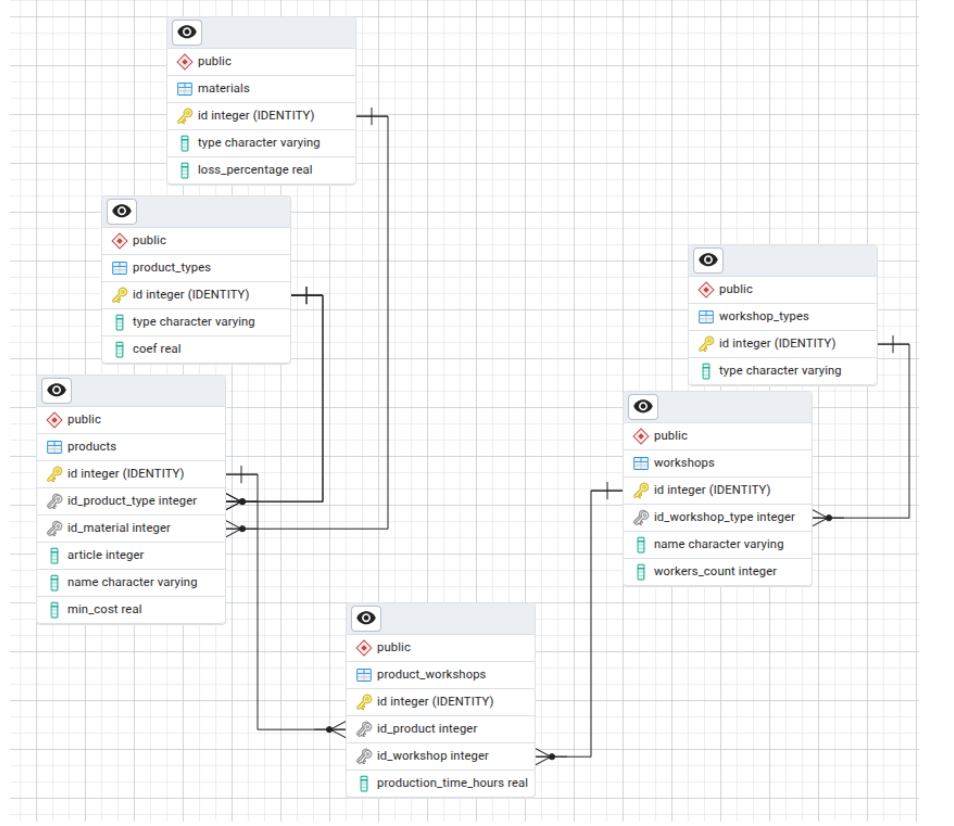 public
materials
id integer (IDENTITY)
type character varying
loss_percentage real
public
product_types
id integer (IDENTITY)
type character varying
coef real
public
products
id integer (IDENTITY)
id_product_type integer
id_material integer
article integer
name character varying
min_cost real
public
workshop_types
id integer (IDENTITY)
type character varying
public
workshops
id integer (IDENTITY)
id_workshop_type integer
name character varying
workers_count integer
public
product_workshops
id integer (IDENTITY)
id_product integer
id_workshop integer
production_time_hours real